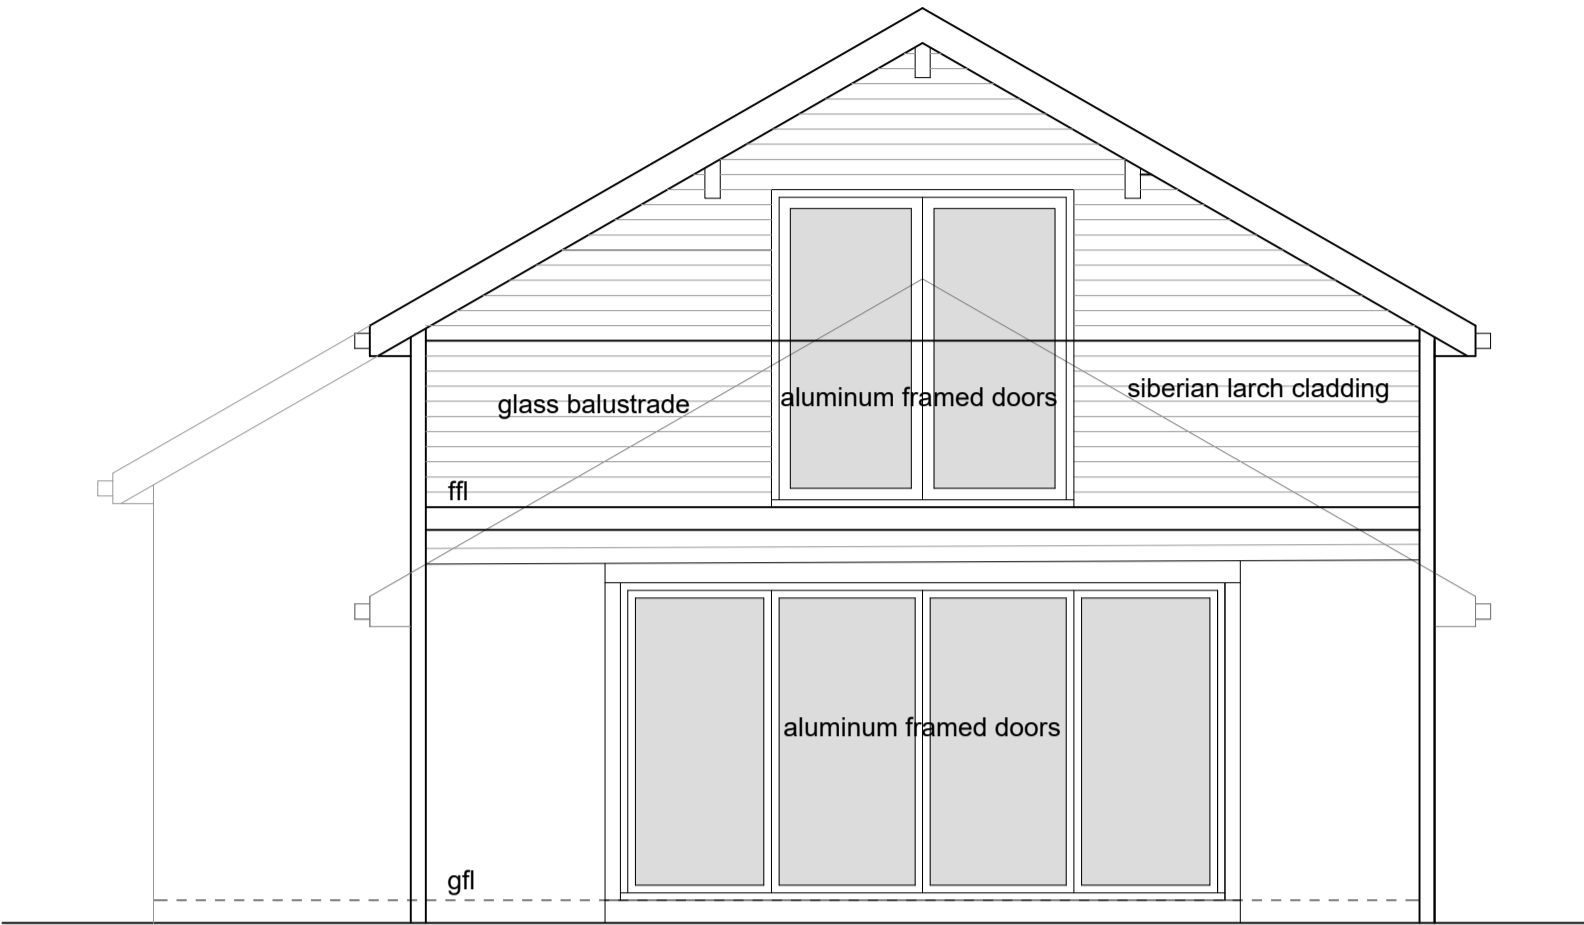 siberian larch cladding
glass balustrade
aluminum framed doors
ffl
aluminum framed doors
gfl